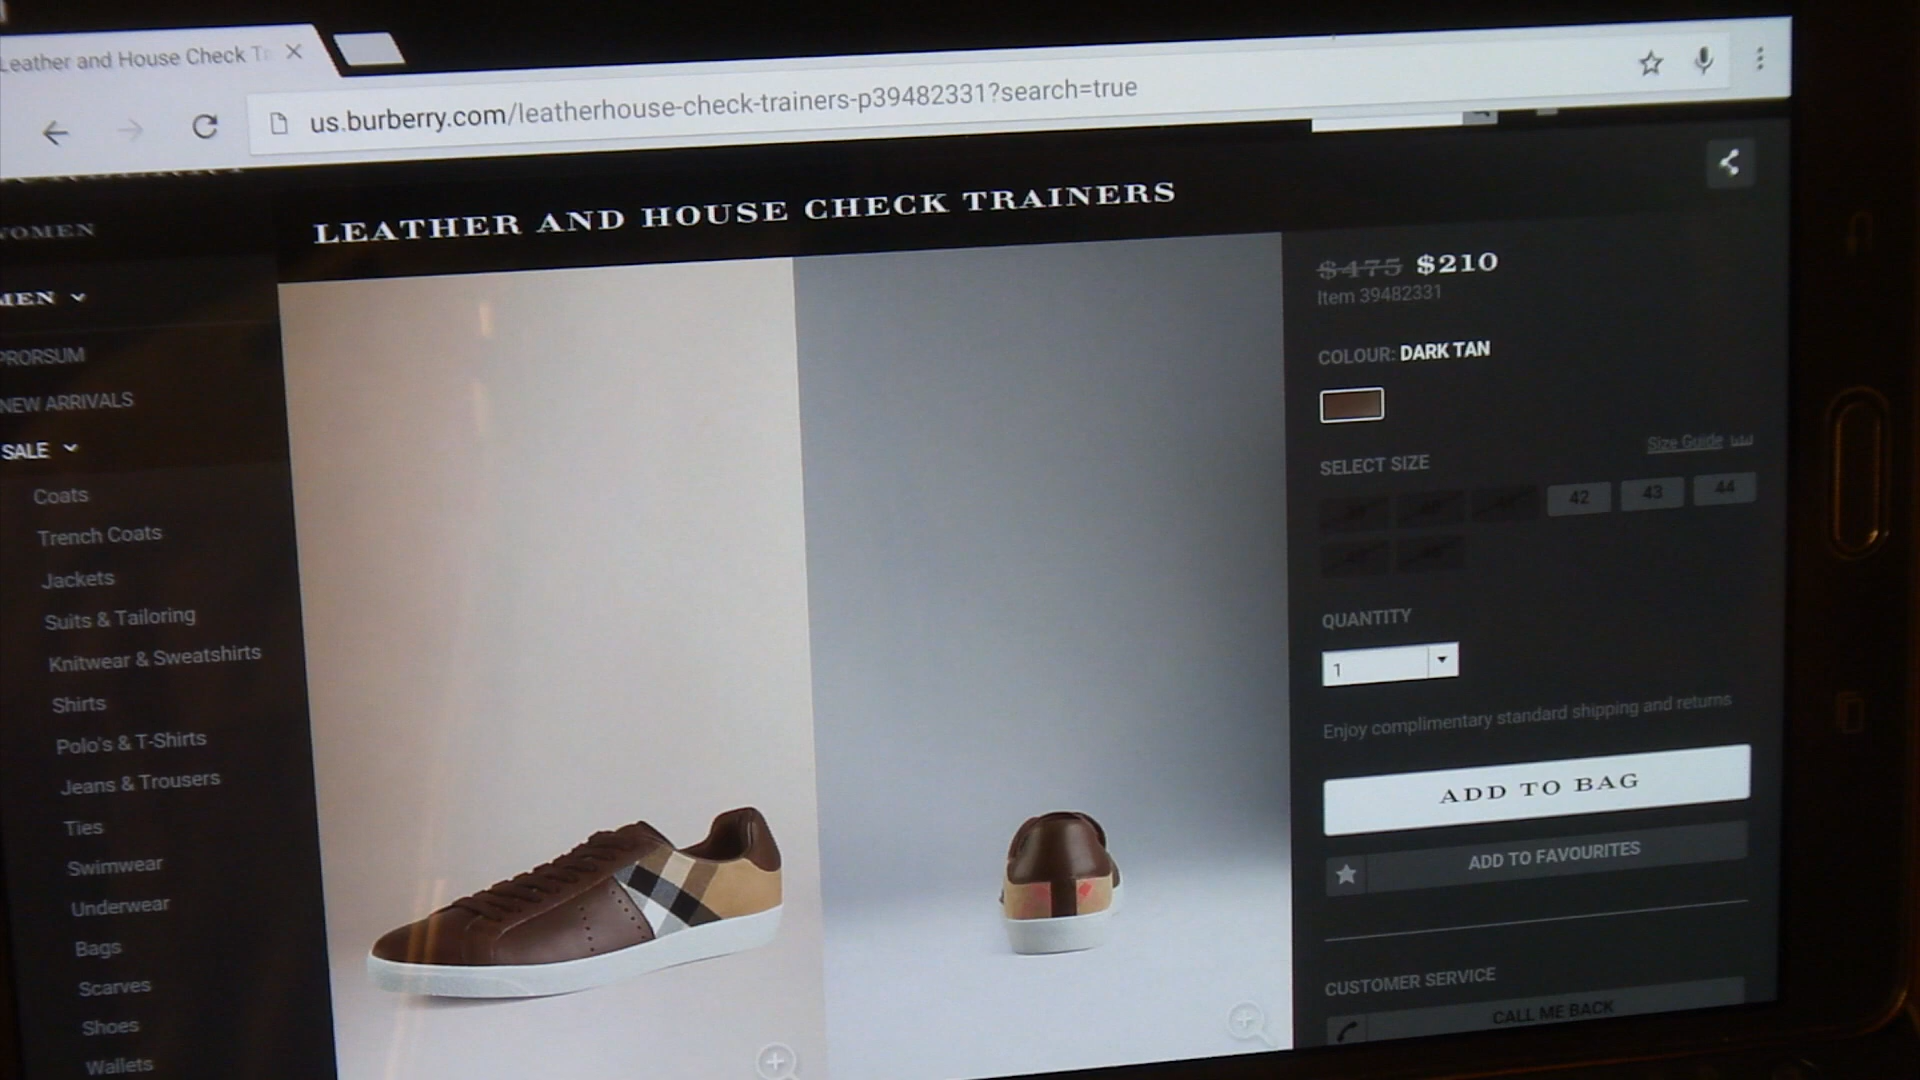 Leather and House Check Tr
us.burberry.com/leatherhouse-check-trainers-p39482331?search=true
LEATHER AND HOUSE CHECK TRAINERS
WOMEN
MEN
PRORSUM
NEW ARRIVALS
SALE
Coats
Trench Coats
Jackets
Suits & Tailoring
Knitwear & Sweatshirts
Shirts
Polo's & T-Shirts
Jeans & Trousers
Ties
Swimwear
Underwear
Bags
Scarves
Shoes
Wallets
$475 $210
Item 39482331
COLOUR: DARK TAN
Size Guide
SELECT SIZE
42 43 44
QUANTITY
1
Enjoy complimentary standard shipping and returns
ADD TO BAG
ADD TO FAVOURITES
CUSTOMER SERVICE
CALL ME BACK